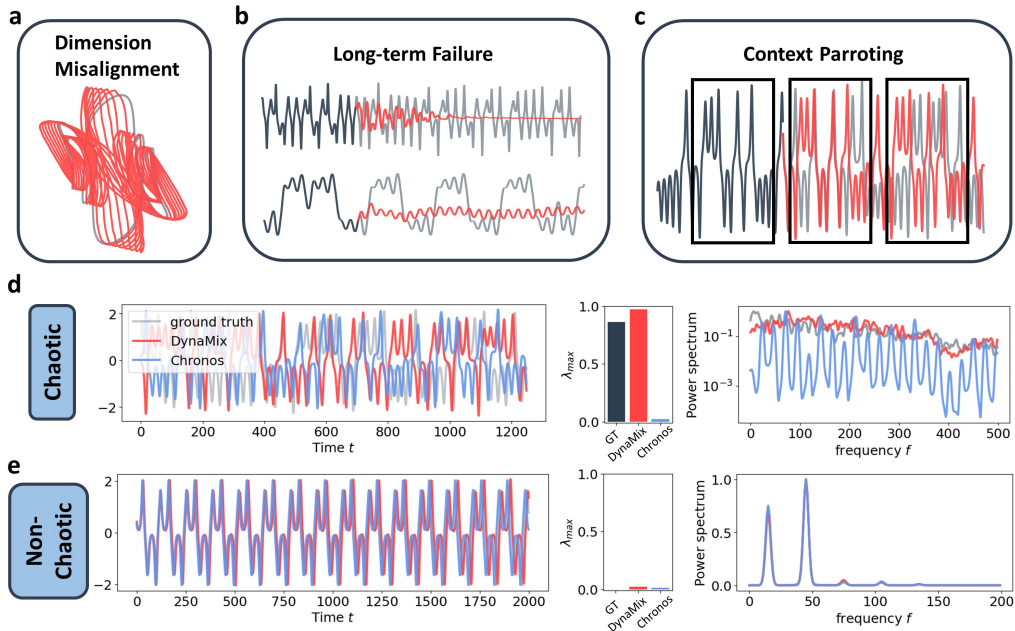 a
Dimension
Misalignment
b
Long-term Failure
c
Context Parroting
d
Chaotic
ground truth
DynaMix
Chronos
2
0
−2
0
200
400
600
800
1000
1200
Time t
1.0
0.5
0.0
λmax
GT
DynaMix
Chronos
Power spectrum
10−1
10−3
0
100
200
300
400
500
frequency f
e
Non-
Chaotic
2
0
−2
0
250
500
750
1000
1250
1500
1750
2000
Time t
1.0
0.5
0.0
λmax
GT
DynaMix
Chronos
Power spectrum
1.0
0.5
0.0
0
50
100
150
200
frequency f